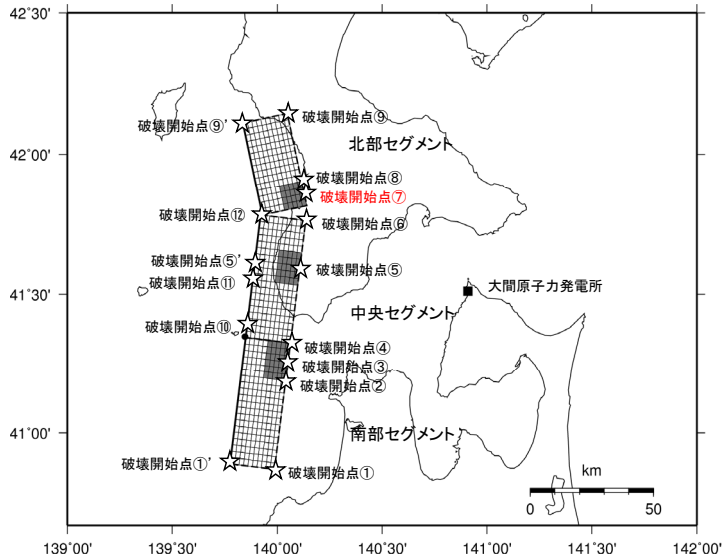 42˚30'
破壊開始点⑨
破壊開始点⑨'
北部セグメント
42˚00'
破壊開始点⑧
破壊開始点⑦
破壊開始点⑫
破壊開始点⑥
破壊開始点⑤'
破壊開始点⑤
破壊開始点⑪
大間原子力発電所
41˚30'
中央セグメント
破壊開始点⑩
破壊開始点④
破壊開始点③
破壊開始点②
41˚00'
南部セグメント
破壊開始点①'
破壊開始点①
km
0 50
139˚00' 139˚30' 140˚00' 140˚30' 141˚00' 141˚30' 142˚00'